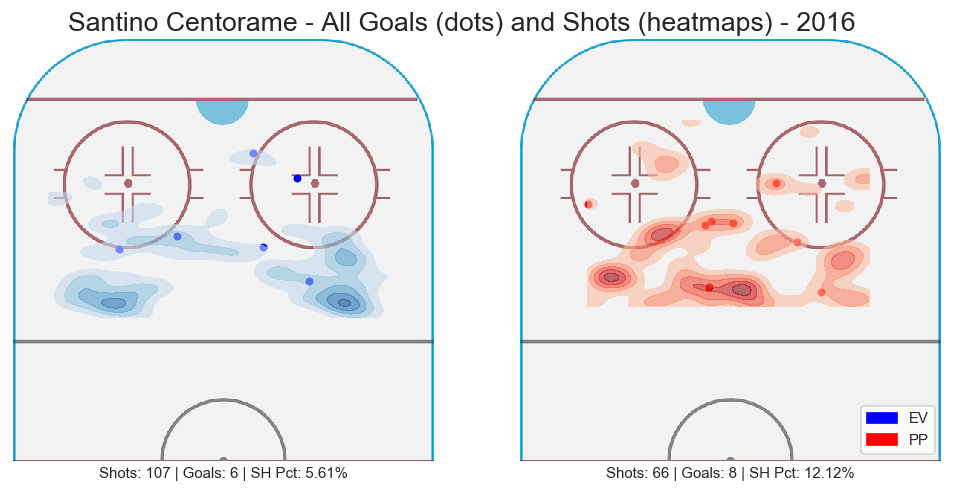 Santino Centorame - All Goals (dots) and Shots (heatmaps) - 2016
EV
PP
Shots: 107 | Goals: 6 | SH Pct: 5.61%
Shots: 66 | Goals: 8 | SH Pct: 12.12%